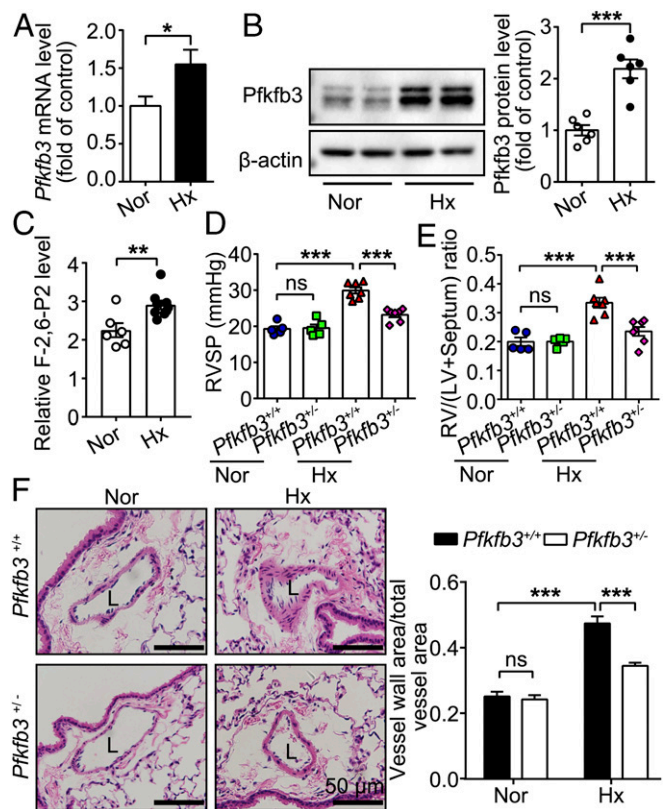 A
Pfkfb3 mRNA level
(fold of control)
2.0
1.5
1.0
0.5
0.0
*
Nor
Hx
B
Pfkfb3
β-actin
Nor
Hx
Pfkfb3 protein level
(fold of control)
3
2
1
0
***
Nor
Hx
C
Relative F-2,6-P2 level
4
3
2
1
0
**
Nor
Hx
D
RVSP (mmHg)
40
30
20
10
0
***
ns
***
Pfkfb3+/+
Pfkfb3+/-
Pfkfb3+/+
Pfkfb3+/-
Nor
Hx
E
RV/(LV+Septum) ratio
0.5
0.4
0.3
0.2
0.1
0.0
***
ns
***
Pfkfb3+/+
Pfkfb3+/-
Pfkfb3+/+
Pfkfb3+/-
Nor
Hx
F
Nor
Hx
Pfkfb3+/+
L
L
Pfkfb3+/-
L
L
50 μm
Pfkfb3+/+
Pfkfb3+/-
Vessel wall area/total
vessel area
0.6
0.4
0.2
0.0
***
ns
***
Nor
Hx